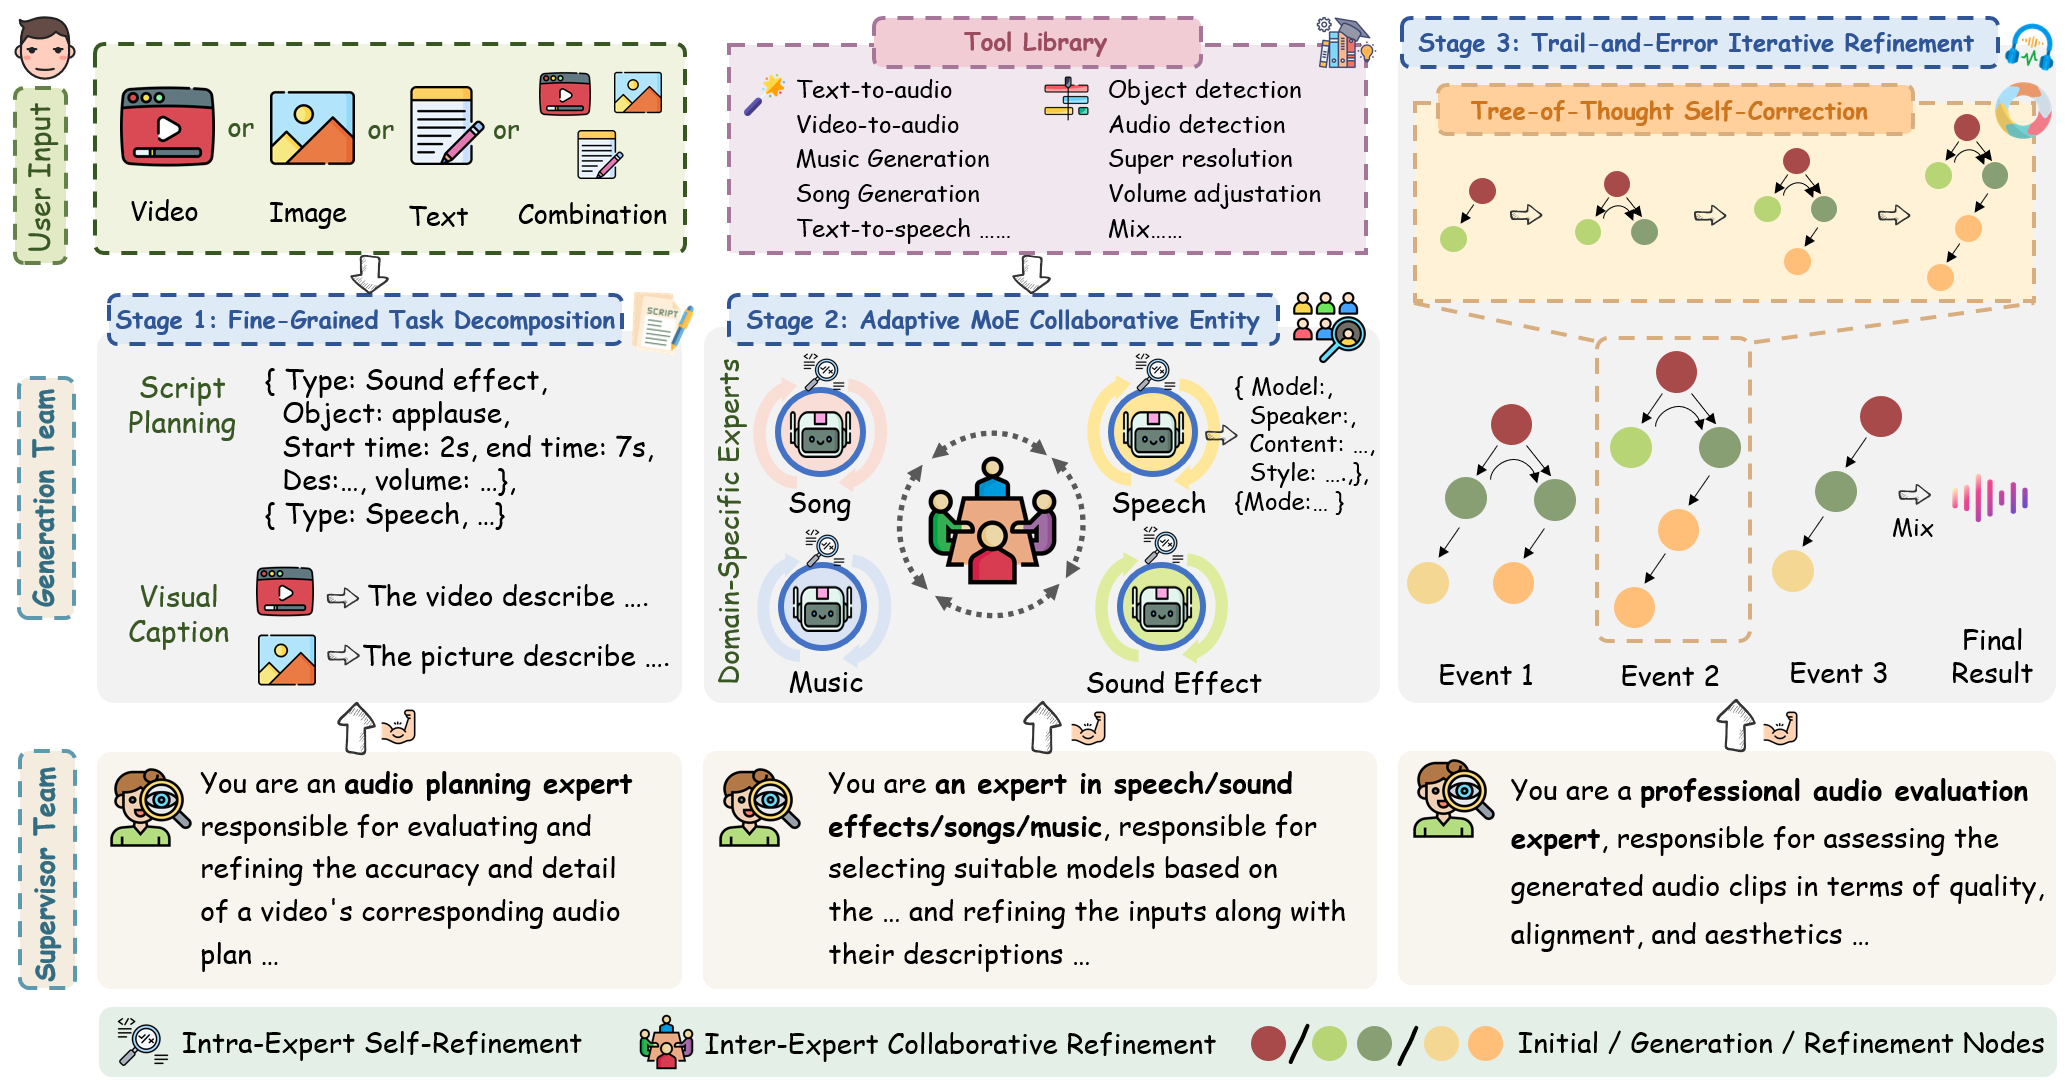 User Input
Video
or
Image
or
Text
or
Combination
Tool Library
Text-to-audio
Video-to-audio
Music Generation
Song Generation
Text-to-speech ......
Object detection
Audio detection
Super resolution
Volume adjustation
Mix......
Stage 3: Trail-and-Error Iterative Refinement
Tree-of-Thought Self-Correction
Generation Team
Stage 1: Fine-Grained Task Decomposition
SCRIPT
Script
Planning
{ Type: Sound effect,
Object: applause,
Start time: 2s, end time: 7s,
Des:..., volume: ...},
{ Type: Speech, ...}
Visual
Caption
The video describe ....
The picture describe ....
Stage 2: Adaptive MoE Collaborative Entity
Domain-Specific Experts
Song
Speech
Music
Sound Effect
{ Model:,
Speaker:,
Content: ...,
Style: ....,},
{Mode:... }
Mix
Event 1
Event 2
Event 3
Final
Result
Supervisor Team
You are an audio planning expert
responsible for evaluating and
refining the accuracy and detail
of a video's corresponding audio
plan ...
You are an expert in speech/sound
effects/songs/music, responsible for
selecting suitable models based on
the ... and refining the inputs along with
their descriptions ...
You are a professional audio evaluation
expert, responsible for assessing the
generated audio clips in terms of quality,
alignment, and aesthetics ...
Intra-Expert Self-Refinement
Inter-Expert Collaborative Refinement
Initial / Generation / Refinement Nodes